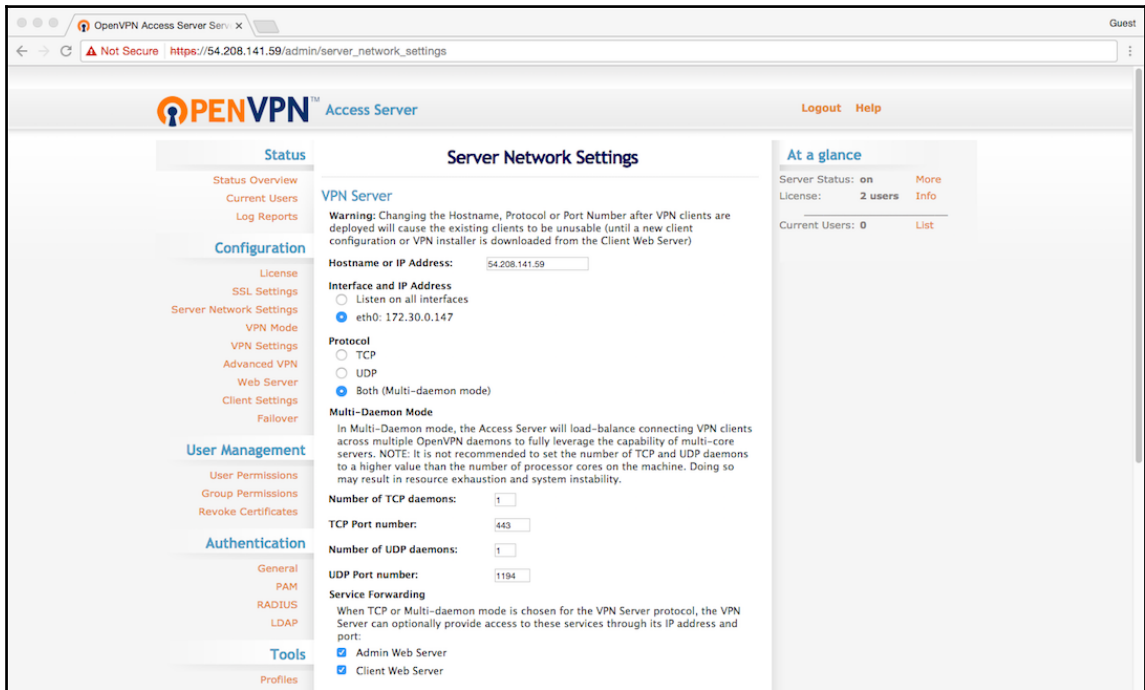 OpenVPN Access Server Serv
Guest
Not Secure https://54.208.141.59/admin/server_network_settings
OPENVPN™ Access Server
Logout Help
Status
Status Overview
Current Users
Log Reports
Configuration
License
SSL Settings
Server Network Settings
VPN Mode
VPN Settings
Advanced VPN
Web Server
Client Settings
Failover
User Management
User Permissions
Group Permissions
Revoke Certificates
Authentication
General
PAM
RADIUS
LDAP
Tools
Profiles
Server Network Settings
VPN Server
Warning: Changing the Hostname, Protocol or Port Number after VPN clients are
deployed will cause the existing clients to be unusable (until a new client
configuration or VPN installer is downloaded from the Client Web Server)
Hostname or IP Address: 54.208.141.59
Interface and IP Address
Listen on all interfaces
eth0: 172.30.0.147
Protocol
TCP
UDP
Both (Multi-daemon mode)
Multi-Daemon Mode
In Multi-Daemon mode, the Access Server will load-balance connecting VPN clients
across multiple OpenVPN daemons to fully leverage the capability of multi-core
servers. NOTE: It is not recommended to set the number of TCP and UDP daemons
to a higher value than the number of processor cores on the machine. Doing so
may result in resource exhaustion and system instability.
Number of TCP daemons: 1
TCP Port number: 443
Number of UDP daemons: 1
UDP Port number: 1194
Service Forwarding
When TCP or Multi-daemon mode is chosen for the VPN Server protocol, the VPN
Server can optionally provide access to these services through its IP address and
port:
Admin Web Server
Client Web Server
At a glance
Server Status: on More
License: 2 users Info
Current Users: 0 List